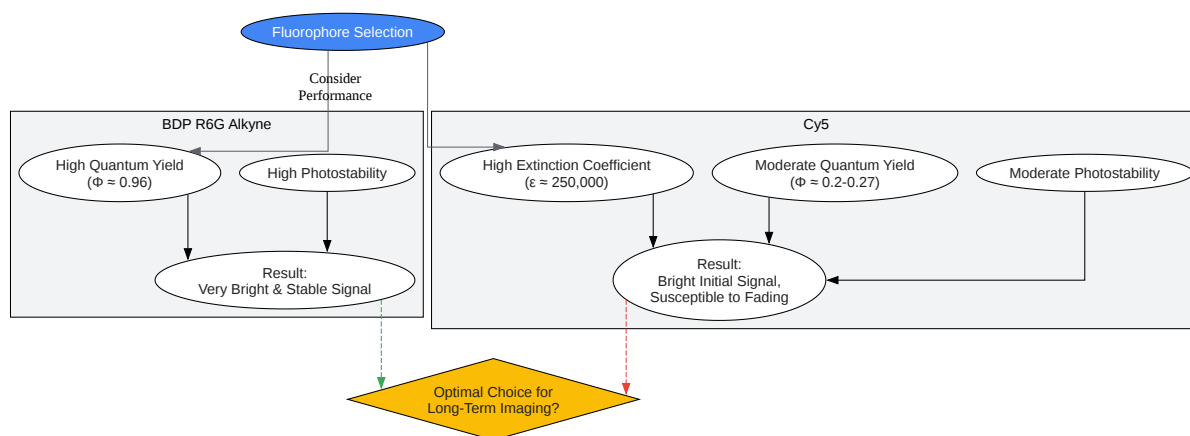 Fluorophore Selection
Consider
Performance
BDP R6G Alkyne
High Quantum Yield
(Φ ≈ 0.96)
High Photostability
Result:
Very Bright & Stable Signal
Cy5
High Extinction Coefficient
(ε ≈ 250,000)
Moderate Quantum Yield
(Φ ≈ 0.2-0.27)
Moderate Photostability
Result:
Bright Initial Signal,
Susceptible to Fading
Optimal Choice for
Long-Term Imaging?